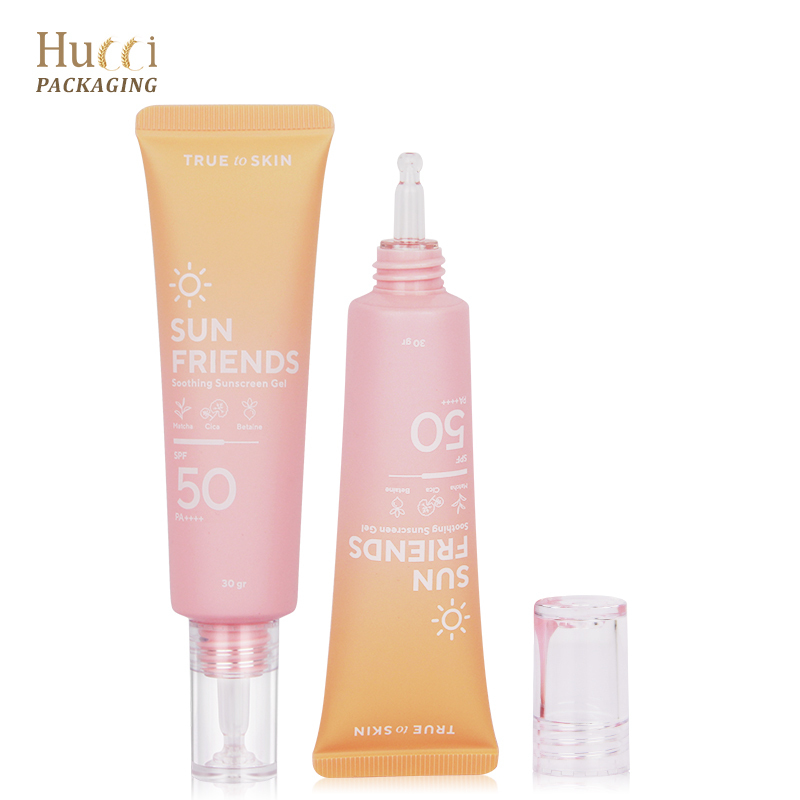 Hucci
PACKAGING
TRUE to SKIN
SUN
FRIENDS
Soothing Sunscreen Gel
Matcha Cica Betaine
SPF
50
PA++++
30 gr
30 gr
PA++++
50
SPF
Matcha Cica Betaine
Soothing Sunscreen Gel
SUN
FRIENDS
TRUE to SKIN